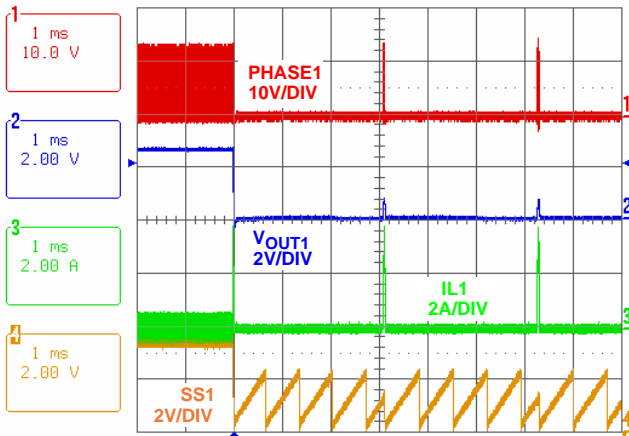 1
1 ms
10.0 V
PHASE1
10V/DIV
1
2
1 ms
2.00 V
2
VOUT1
2V/DIV
3
1 ms
2.00 A
IL1
2A/DIV
3
4
1 ms
2.00 V
SS1
2V/DIV